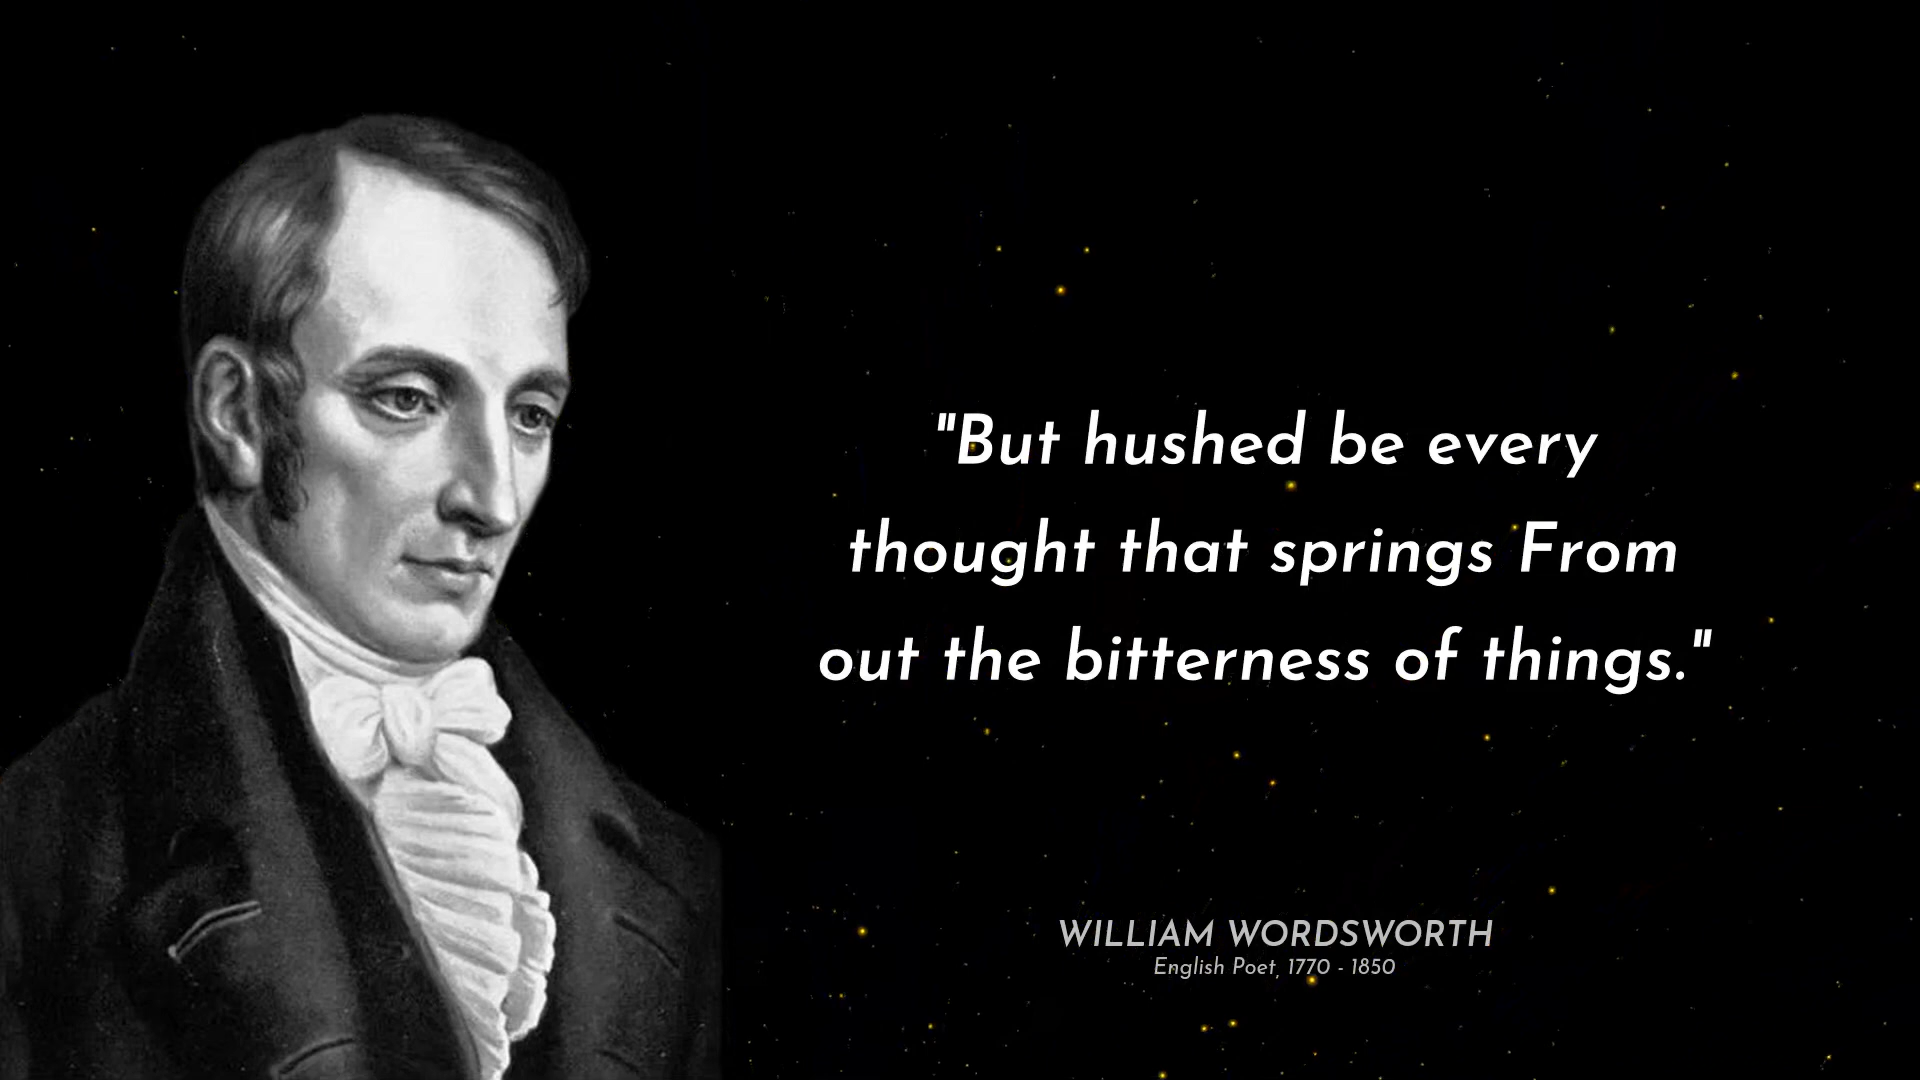 "But hushed be every
thought that springs From
out the bitterness of things."
WILLIAM WORDSWORTH
English Poet, 1770 - 1850